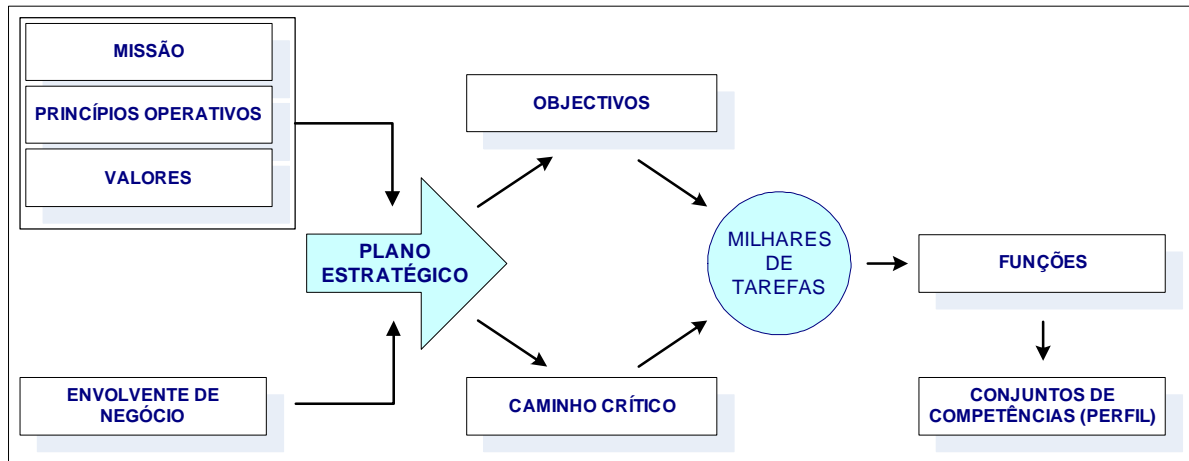 MISSÃO
PRINCÍPIOS OPERATIVOS
VALORES
ENVOLVENTE DE
NEGÓCIO
PLANO
ESTRATÉGICO
OBJECTIVOS
CAMINHO CRÍTICO
MILHARES
DE
TAREFAS
FUNÇÕES
CONJUNTOS DE
COMPETÊNCIAS (PERFIL)